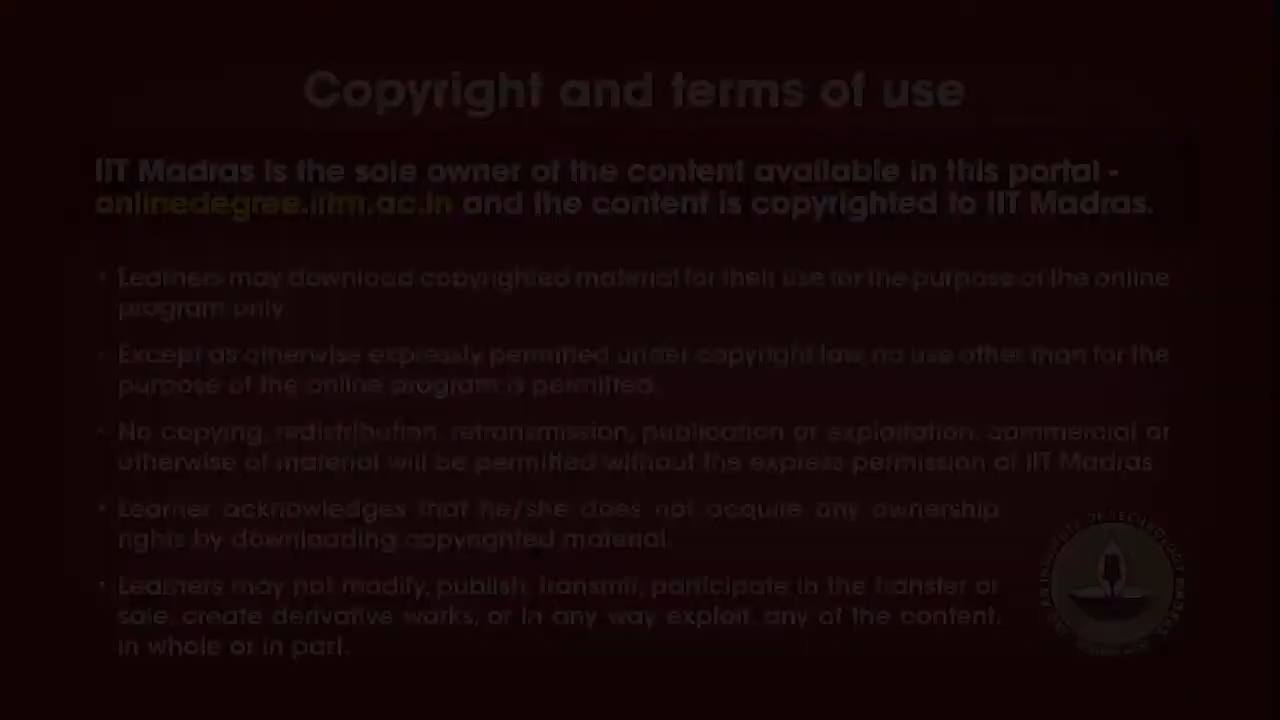 Copyright and terms of use
IIT Madras is the sole owner of the content available in this portal -
onlinedegree.iitm.ac.in and the content is copyrighted to IIT Madras.
• Learners may download copyrighted material for their use for the purpose of the online
program only.
• Except as otherwise expressly permitted under copyright law, no use other than for the
purpose of the online program is permitted.
• No copying, redistribution, retransmission, publication or exploitation, commercial or
otherwise of material will be permitted without the express permission of IIT Madras.
• Learner acknowledges that he/she does not acquire any ownership
rights by downloading copyrighted material.
• Learners may not modify, publish, transmit, participate in the transfer or
sale, create derivative works, or in any way exploit, any of the content,
in whole or in part.